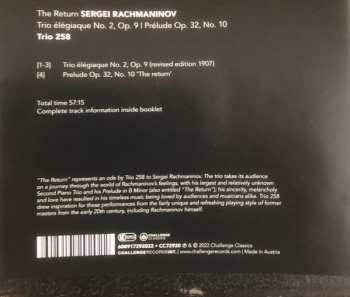 The Return SERGEI RACHMANINOV
Trio élégiaque No. 2, Op. 9 | Prélude Op. 32, No. 10
Trio 258
[1-3] Trio élégiaque No. 2, Op. 9 (revised edition 1907)
[4] Prelude Op. 32, No. 10 'The return'
Total time 57:15
Complete track information inside booklet
"The Return" represents an ode by Trio 258 to Sergei Rachmaninov. The trio takes its audience
on a journey through the world of Rachmaninov's feelings, with his largest and relatively unknown
Second Piano Trio and his Prelude in B Minor (also entitled "The Return"); his sincerity, melancholy
and love have resulted in his timeless music being loved by audiences and musicians alike. Trio 258
drew inspiration for these performances from the fairly unique and refreshing playing style of former
masters from the early 20th century, including Rachmaninov himself.
CHALLENGE
CLASSICS
608917292022 • CC72920 ℗ & © 2022 Challenge Classics
CHALLENGERECORDSINT. | www.challengerecords.com | Made in Austria